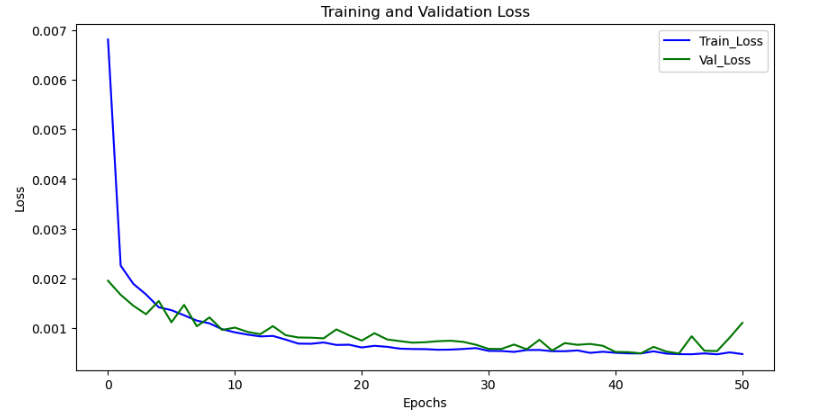 Training and Validation Loss
0.007
0.006
0.005
0.004
0.003
0.002
0.001
Loss
Train_Loss
Val_Loss
0 10 20 30 40 50
Epochs